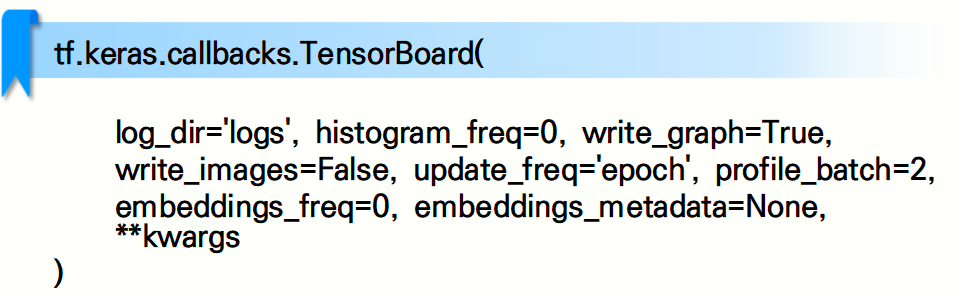 tf.keras.callbacks.TensorBoard(
log_dir='logs', histogram_freq=0, write_graph=True,
write_images=False, update_freq='epoch', profile_batch=2,
embeddings_freq=0, embeddings_metadata=None,
**kwargs
)